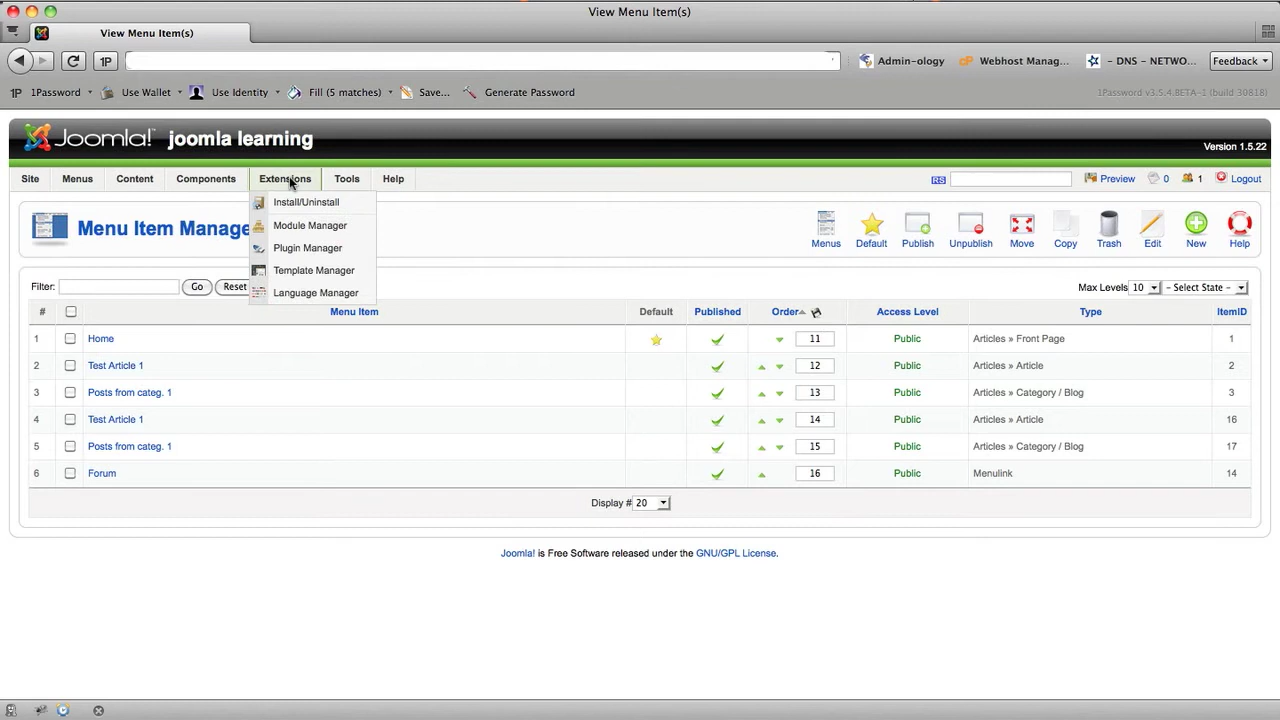 View Menu Item(s)
View Menu Item(s)
1P
Admin-ology
Webhost Manag...
- DNS - NETWO...
Feedback
1P 1Password
Use Wallet
Use Identity
Fill (5 matches)
Save...
Generate Password
1Password v3.5.4.BETA-1 (build 30818)
Joomla! joomla learning
Version 1.5.22
Site Menus Content Components Extensions Tools Help
RS
Preview 0 1 Logout
Install/Uninstall
Module Manager
Plugin Manager
Template Manager
Language Manager
Menu Item Manage
Menus Default Publish Unpublish Move Copy Trash Edit New Help
Filter: Go Reset
Max Levels 10 - Select State -
# Menu Item Default Published Order Access Level Type ItemID
1 Home 11 Public Articles » Front Page 1
2 Test Article 1 12 Public Articles » Article 2
3 Posts from categ. 1 13 Public Articles » Category / Blog 3
4 Test Article 1 14 Public Articles » Article 16
5 Posts from categ. 1 15 Public Articles » Category / Blog 17
6 Forum 16 Public Menulink 14
Display # 20
Joomla! is Free Software released under the GNU/GPL License.